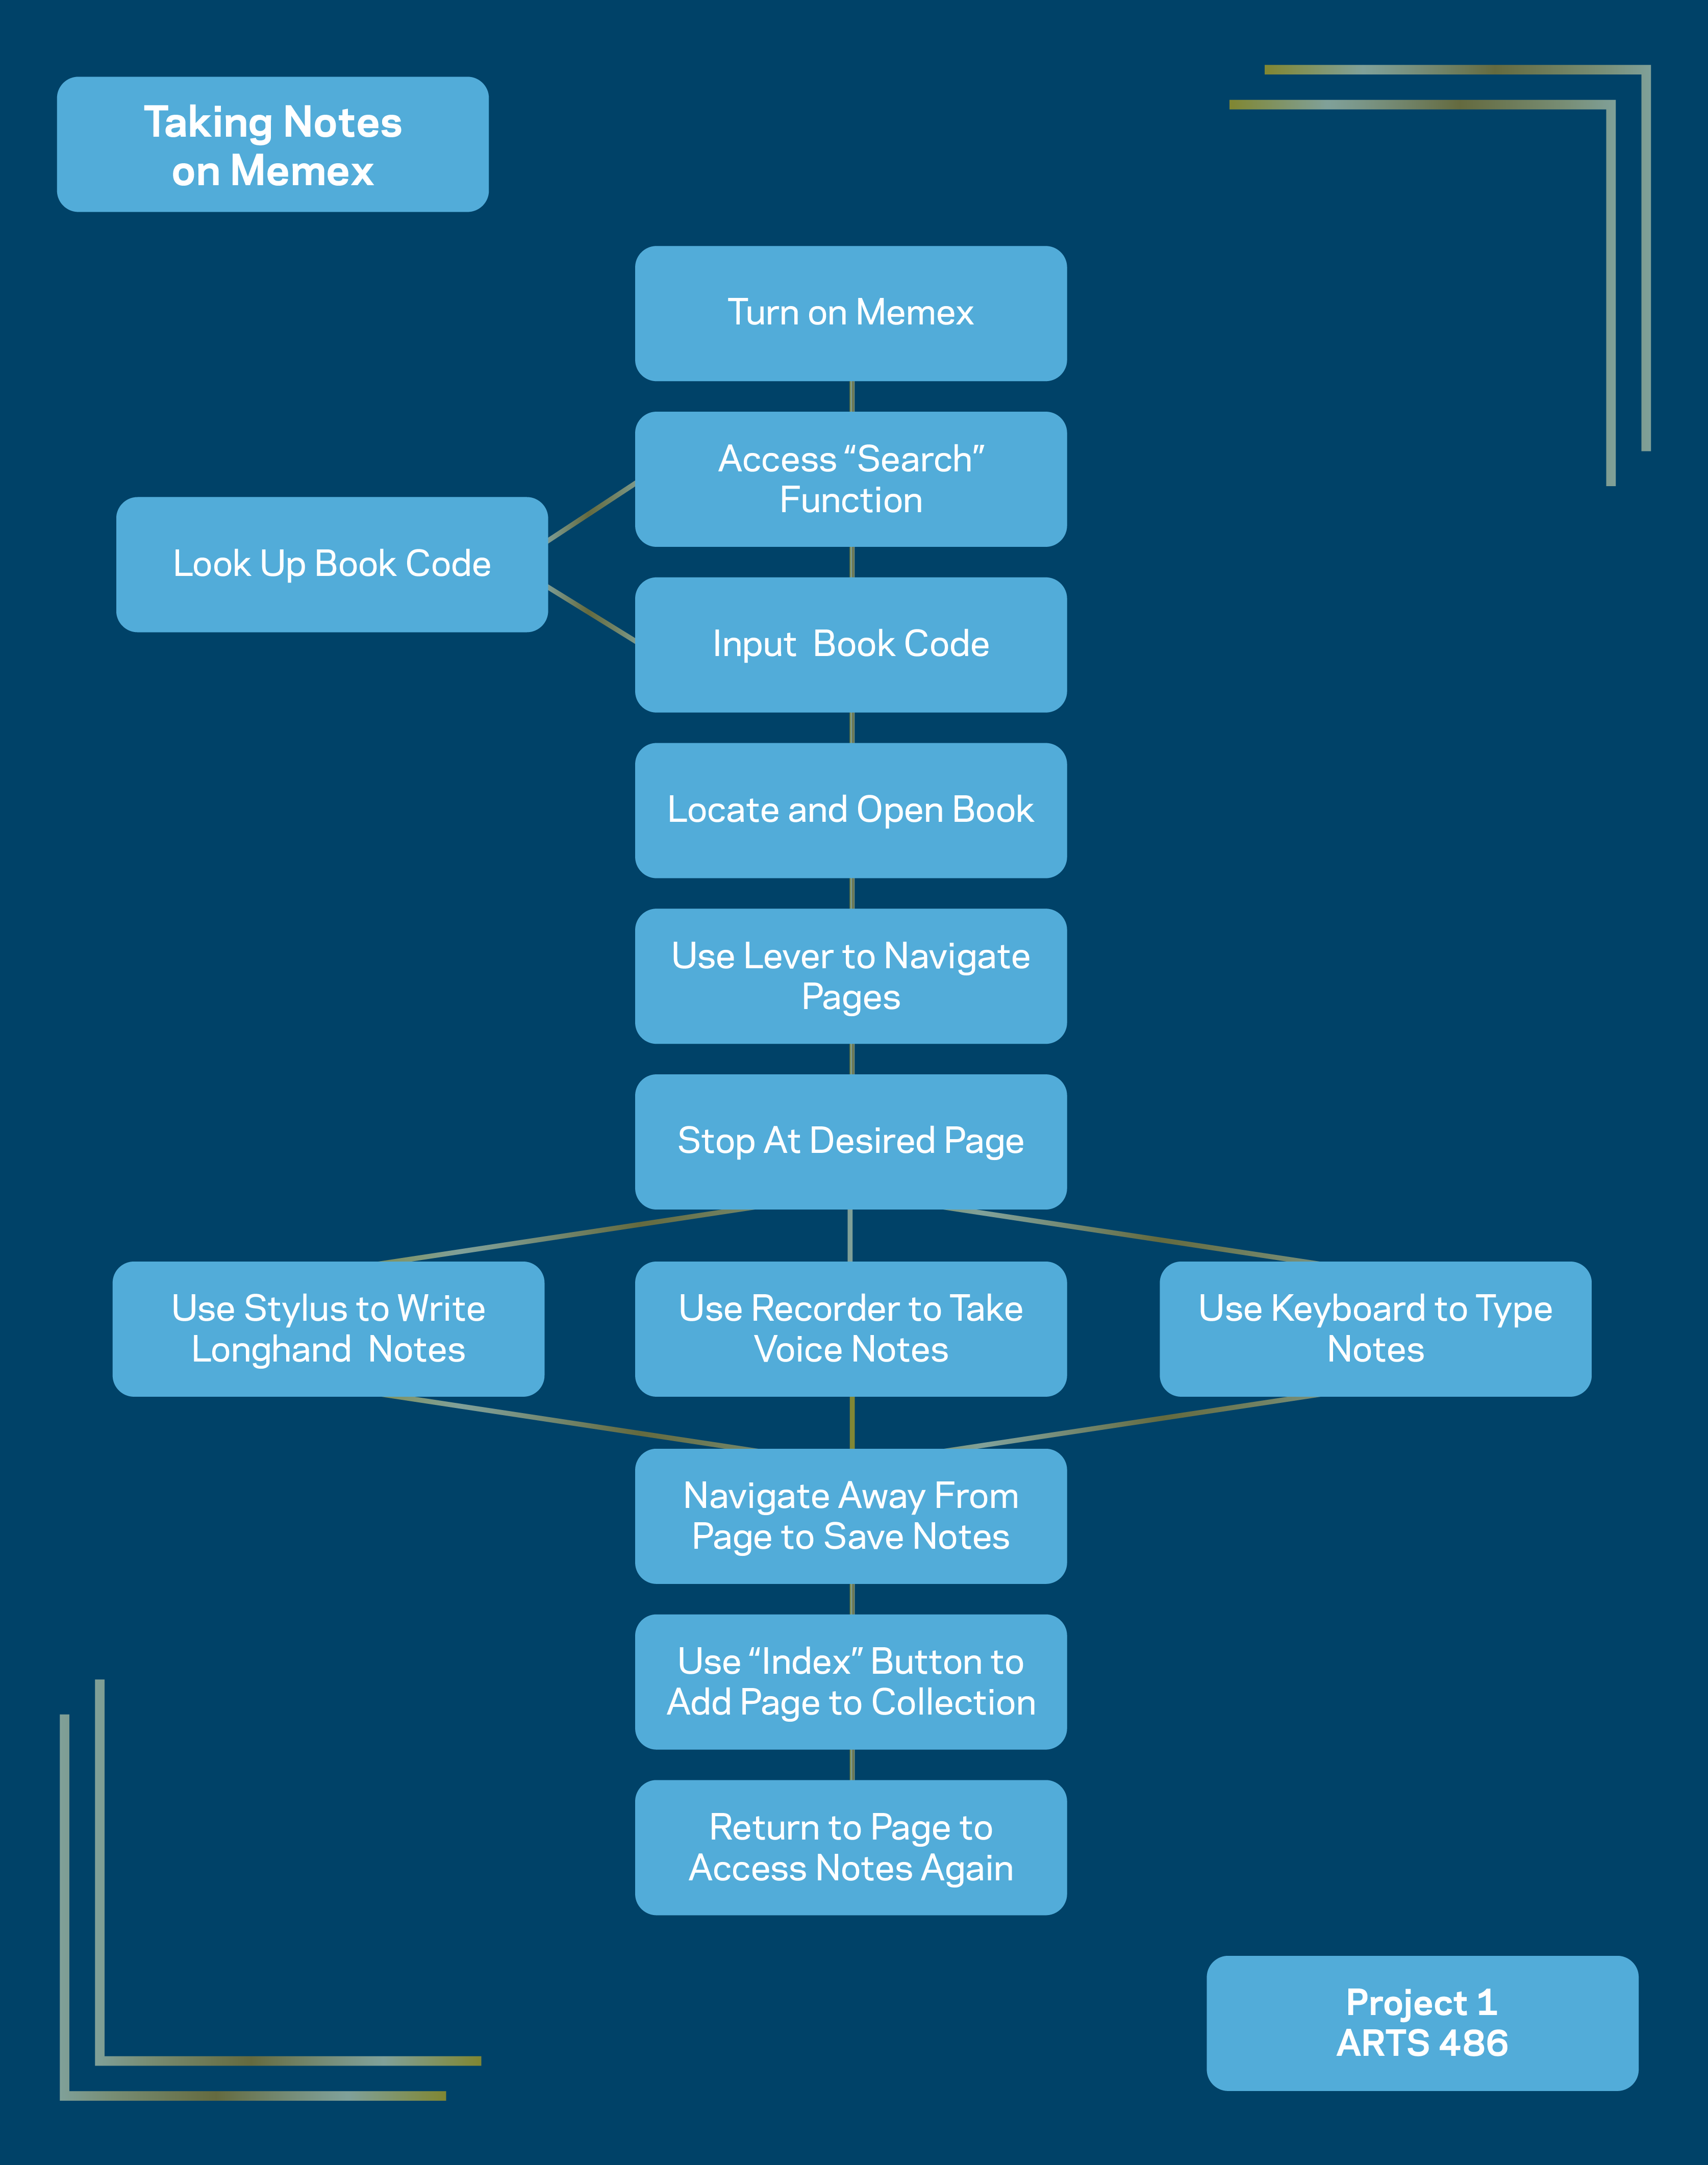 Taking Notes
on Memex
Turn on Memex
Access “Search”
Function
Look Up Book Code
Input  Book Code
Locate and Open Book
Use Lever to Navigate
Pages
Stop At Desired Page
Use Stylus to Write
Longhand  Notes
Use Recorder to Take
Voice Notes
Use Keyboard to Type
Notes
Navigate Away From
Page to Save Notes
Use “Index” Button to
Add Page to Collection
Return to Page to
Access Notes Again
Project 1
ARTS 486